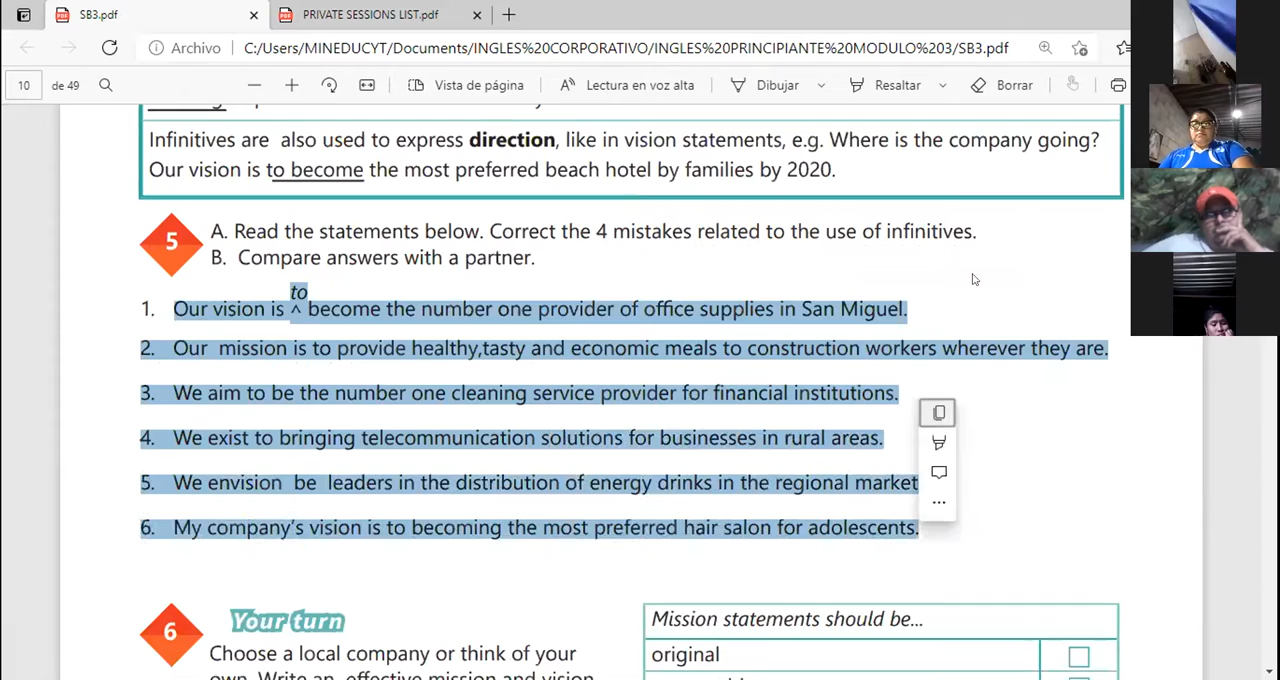 SB3.pdf
PRIVATE SESSIONS LIST.pdf
Archivo C:/Users/MINEDUCYT/Documents/INGLES%20CORPORATIVO/INGLES%20PRINCIPIANTE%20MODULO%203/SB3.pdf
10 de 49 Vista de página Lectura en voz alta Dibujar Resaltar Borrar
Infinitives are also used to express direction, like in vision statements, e.g. Where is the company going?
Our vision is to become the most preferred beach hotel by families by 2020.
5 A. Read the statements below. Correct the 4 mistakes related to the use of infinitives.
B. Compare answers with a partner.
to
1. Our vision is ^ become the number one provider of office supplies in San Miguel.
2. Our mission is to provide healthy,tasty and economic meals to construction workers wherever they are.
3. We aim to be the number one cleaning service provider for financial institutions.
4. We exist to bringing telecommunication solutions for businesses in rural areas.
5. We envision be leaders in the distribution of energy drinks in the regional market
6. My company's vision is to becoming the most preferred hair salon for adolescents.
6 Your turn
Choose a local company or think of your
own. Write an effective mission and vision
Mission statements should be...
original